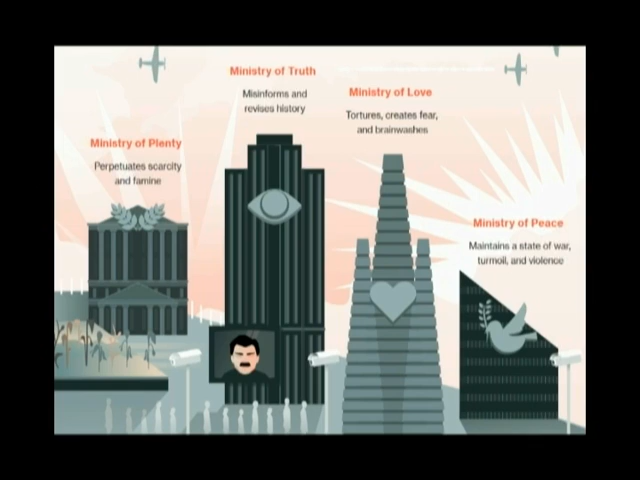 Ministry of Truth
Misinforms and
revises history
Ministry of Love
Tortures, creates fear,
and brainwashes
Ministry of Plenty
Perpetuates scarcity
and famine
Ministry of Peace
Maintains a state of war,
turmoil, and violence